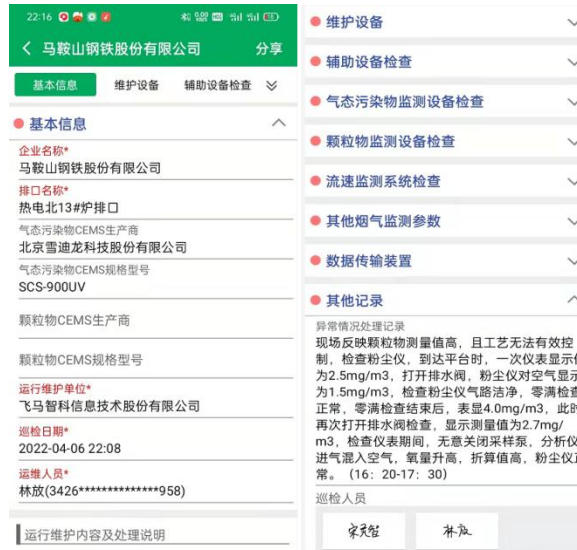 22:16
马鞍山钢铁股份有限公司
分享
基本信息
维护设备
辅助设备检查
基本信息
企业名称*
马鞍山钢铁股份有限公司
排口名称*
热电北13#炉排口
气态污染物CEMS生产商
北京雪迪龙科技股份有限公司
气态污染物CEMS规格型号
SCS-900UV
颗粒物CEMS生产商
颗粒物CEMS规格型号
运行维护单位*
飞马智科信息技术股份有限公司
巡检日期*
2022-04-06 22:08
运维人员*
林放(3426**************958)
运行维护内容及处理说明
维护设备
辅助设备检查
气态污染物监测设备检查
颗粒物监测设备检查
流速监测系统检查
其他烟气监测参数
数据传输装置
其他记录
异常情况处理记录
现场反映颗粒物测量值高，且工艺无法有效控
制，检查粉尘仪，到达平台时，一次仪表显示值
为2.5mg/m3，打开排水阀，粉尘仪对空气显示
为1.5mg/m3，检查粉尘仪气路洁净，零满检查
正常，零满检查结束后，表显4.0mg/m3，此时
再次打开排水阀检查，显示测量值为2.7mg/
m3，检查仪表期间，无意关闭采样泵，分析仪
进气混入空气，氧量升高，折算值高，粉尘仪正
常。（16：20-17：30）
巡检人员
林放